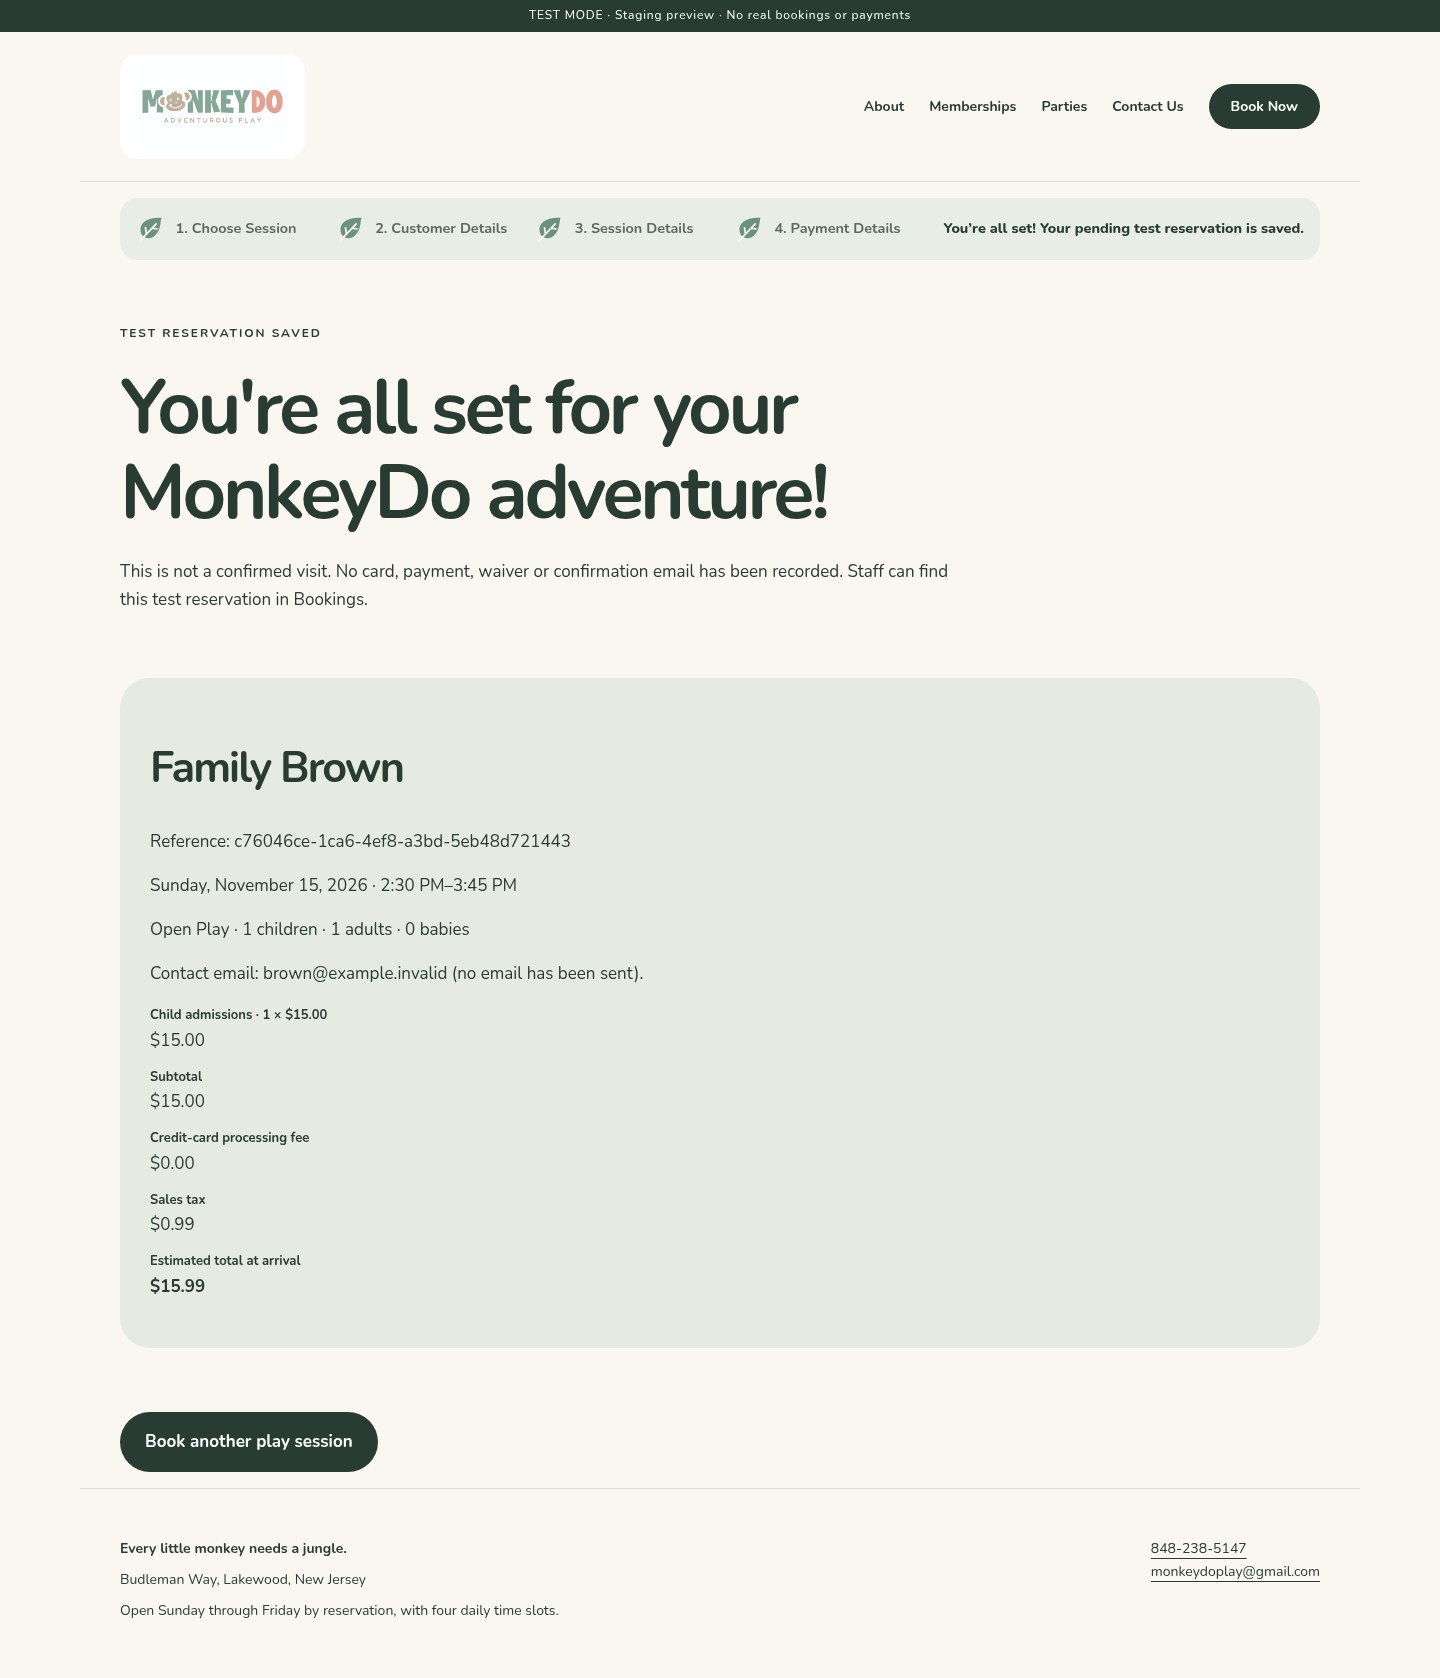 TEST MODE · Staging preview · No real bookings or payments
MONKEYDO
ADVENTUROUS PLAY
About Memberships Parties Contact Us Book Now
1. Choose Session 2. Customer Details 3. Session Details 4. Payment Details You're all set! Your pending test reservation is saved.
TEST RESERVATION SAVED
You're all set for your
MonkeyDo adventure!
This is not a confirmed visit. No card, payment, waiver or confirmation email has been recorded. Staff can find
this test reservation in Bookings.
Family Brown
Reference: c76046ce-1ca6-4ef8-a3bd-5eb48d721443
Sunday, November 15, 2026 · 2:30 PM–3:45 PM
Open Play · 1 children · 1 adults · 0 babies
Contact email: brown@example.invalid (no email has been sent).
Child admissions · 1 × $15.00
$15.00
Subtotal
$15.00
Credit-card processing fee
$0.00
Sales tax
$0.99
Estimated total at arrival
$15.99
Book another play session
Every little monkey needs a jungle.
Budleman Way, Lakewood, New Jersey
Open Sunday through Friday by reservation, with four daily time slots.
848-238-5147
monkeydoplay@gmail.com